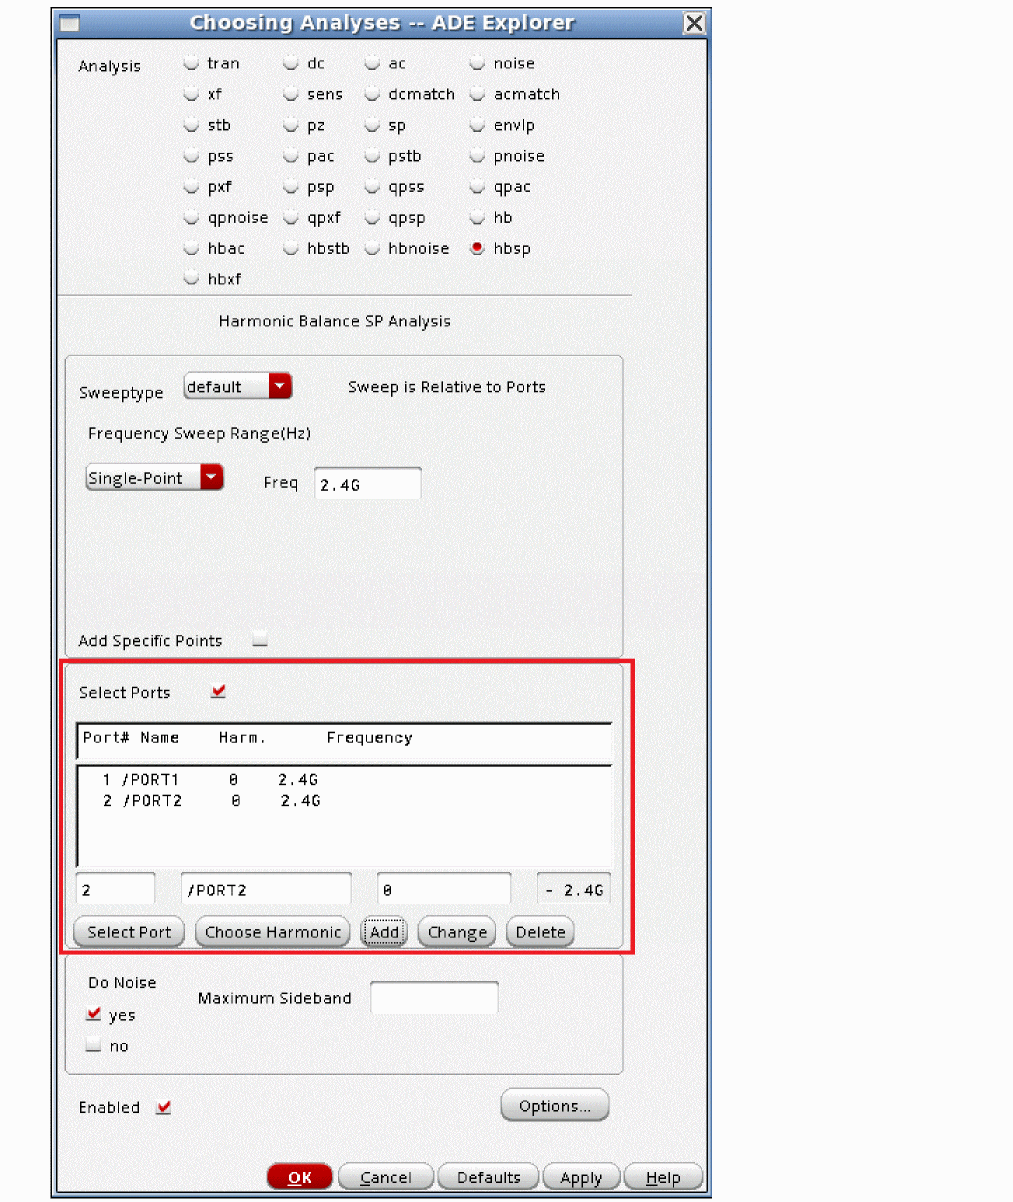 Choosing Analyses -- ADE Explorer
Analysis tran dc ac noise
xf sens dcmatch acmatch
stb pz sp envlp
pss pac pstb pnoise
pxf psp qpss qpac
qpnoise qpxf qpsp hb
hbac hbstb hbnoise hbsp
hbxf
Harmonic Balance SP Analysis
Sweeptype default Sweep is Relative to Ports
Frequency Sweep Range(Hz)
Single-Point Freq 2.4G
Add Specific Points
Select Ports
Port# Name Harm. Frequency
1 /PORT1 0 2.4G
2 /PORT2 0 2.4G
2 /PORT2 0 - 2.4G
Select Port Choose Harmonic Add Change Delete
Do Noise
Maximum Sideband
yes
no
Enabled Options...
OK Cancel Defaults Apply Help